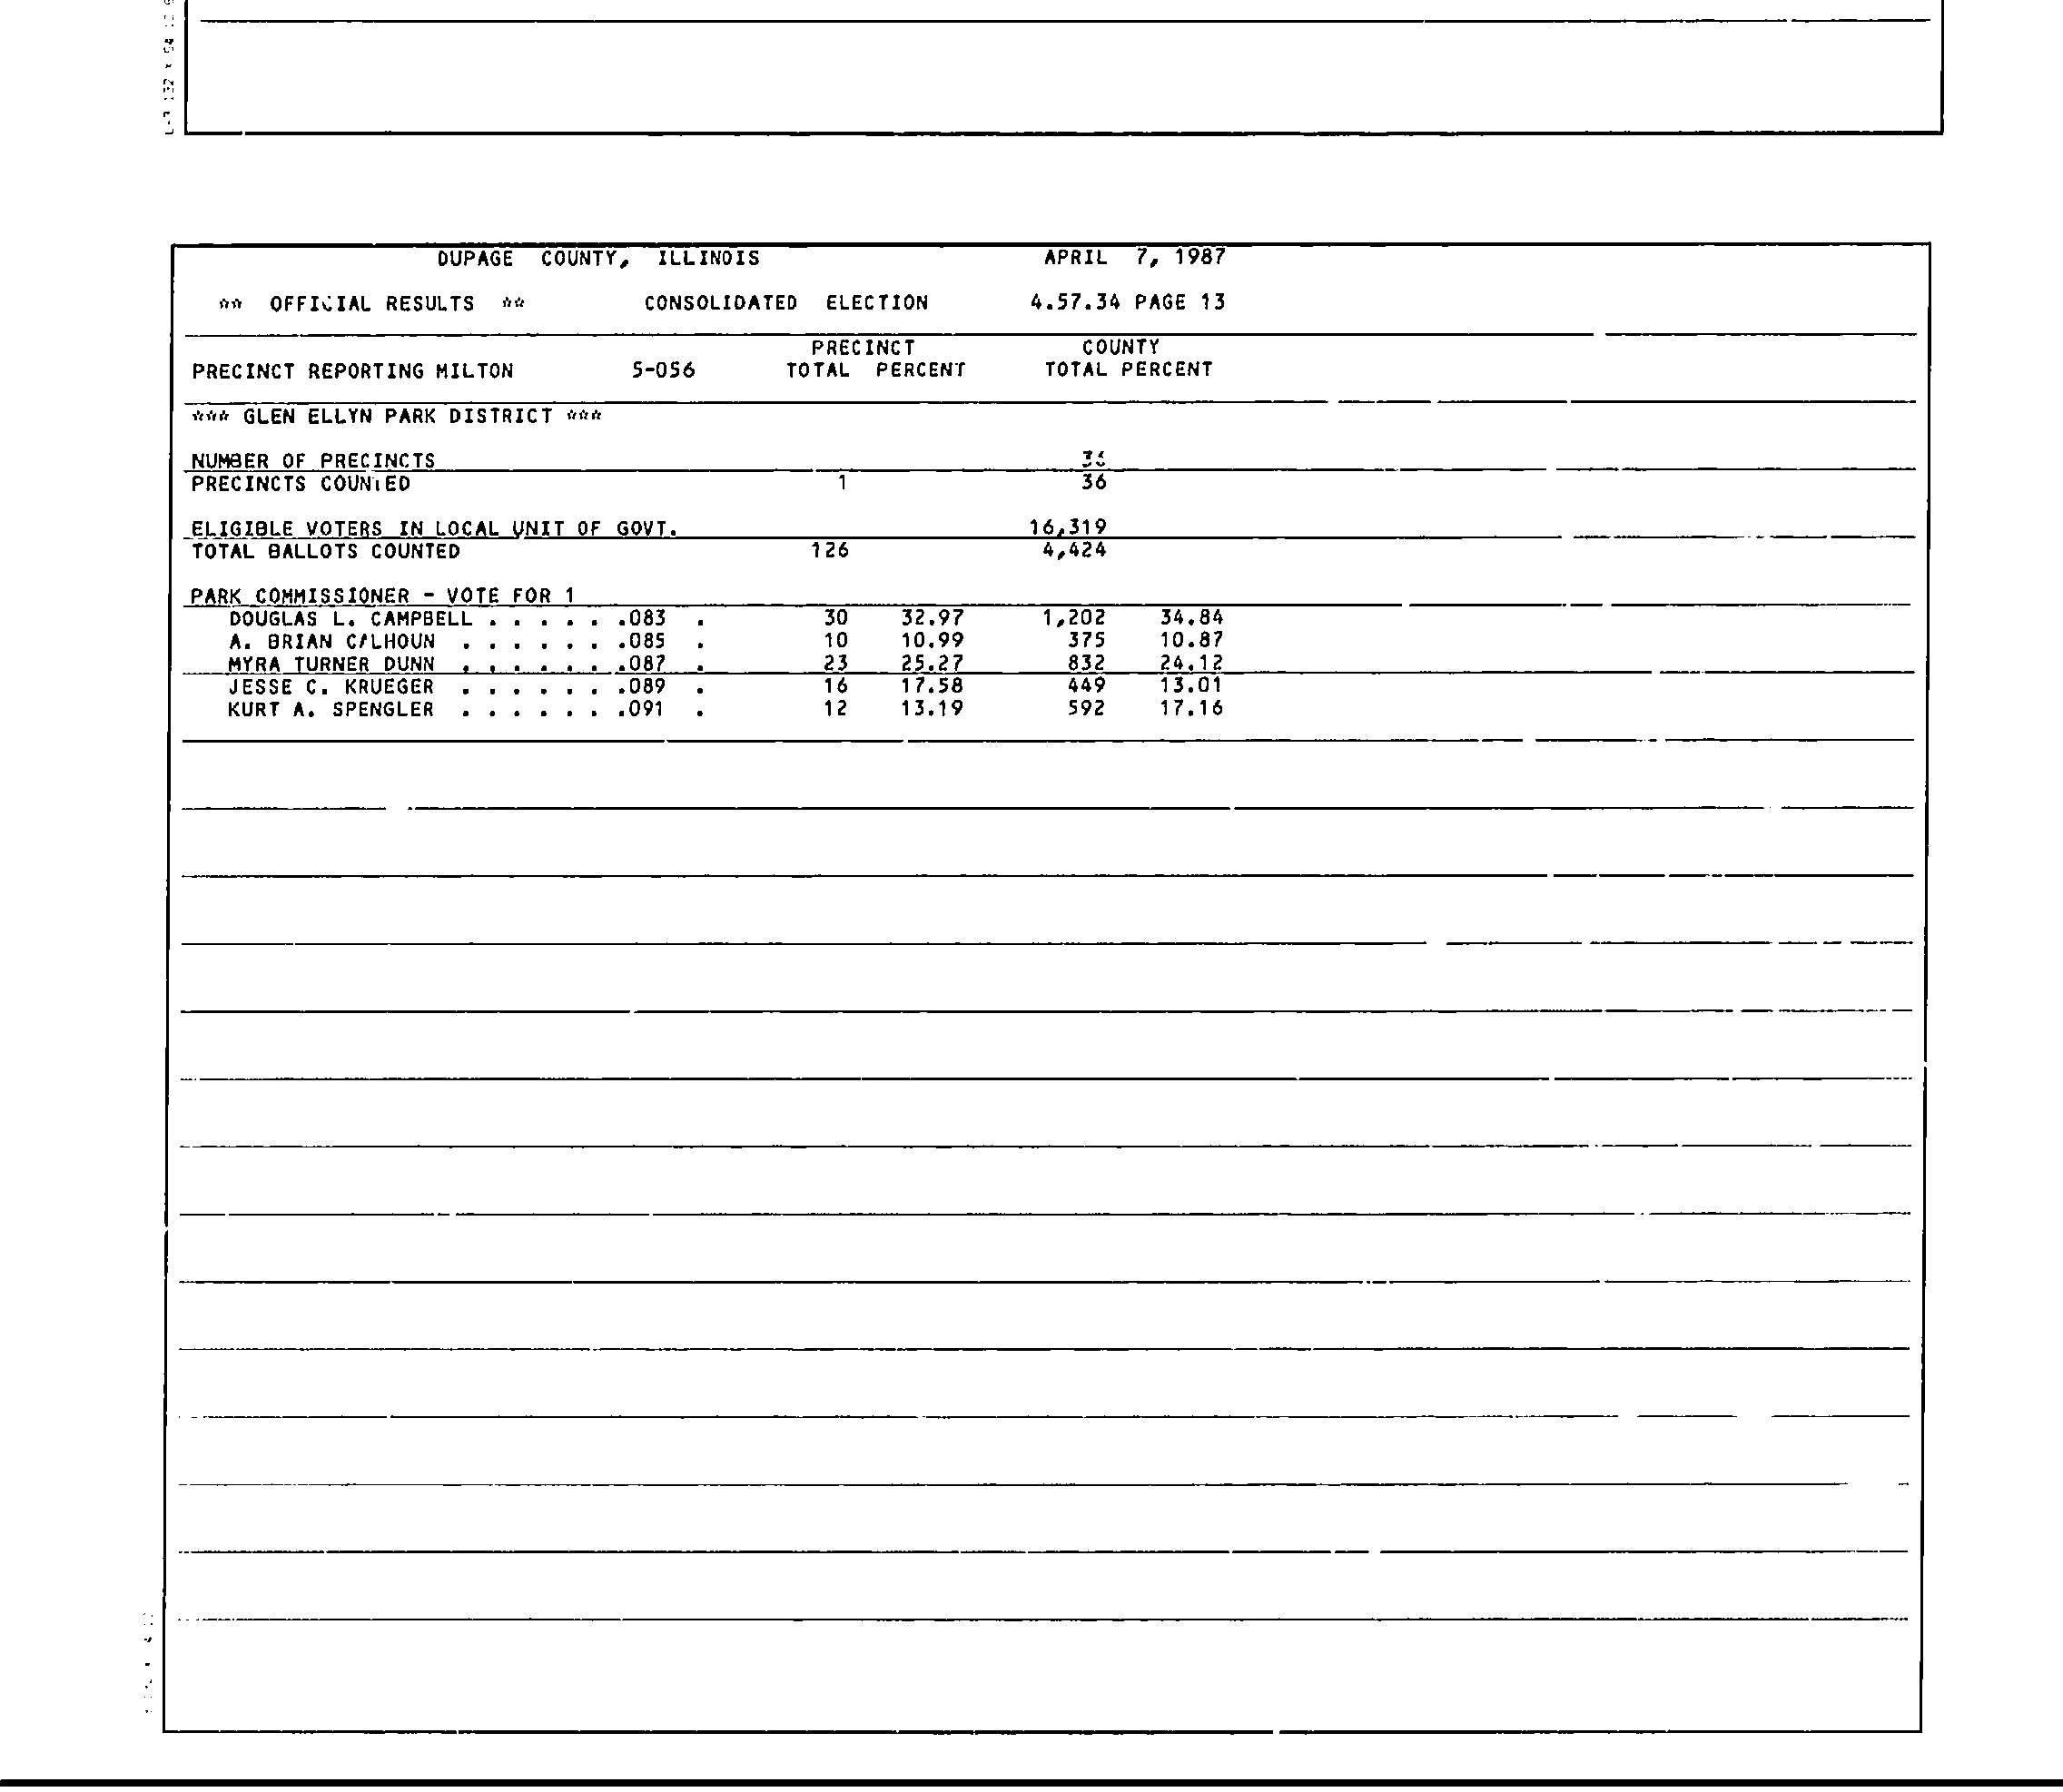 DUPAGE COUNTY, ILLINOIS APRIL 7, 1987
** OFFICIAL RESULTS ** CONSOLIDATED ELECTION 4.57.34 PAGE 13
PRECINCT COUNTY
PRECINCT REPORTING MILTON 5-056 TOTAL PERCENT TOTAL PERCENT
*** GLEN ELLYN PARK DISTRICT ***
NUMBER OF PRECINCTS 36
PRECINCTS COUNTED 1 36
ELIGIBLE VOTERS IN LOCAL UNIT OF GOVT. 16,319
TOTAL BALLOTS COUNTED 126 4,424
PARK COMMISSIONER - VOTE FOR 1
DOUGLAS L. CAMPBELL . . . . . .083 . 30 32.97 1,202 34.84
A. BRIAN CALHOUN . . . . . . .085 . 10 10.99 375 10.87
MYRA TURNER DUNN . . . . . . .087 . 23 25.27 832 24.12
JESSE C. KRUEGER . . . . . . .089 . 16 17.58 449 13.01
KURT A. SPENGLER . . . . . . .091 . 12 13.19 592 17.16